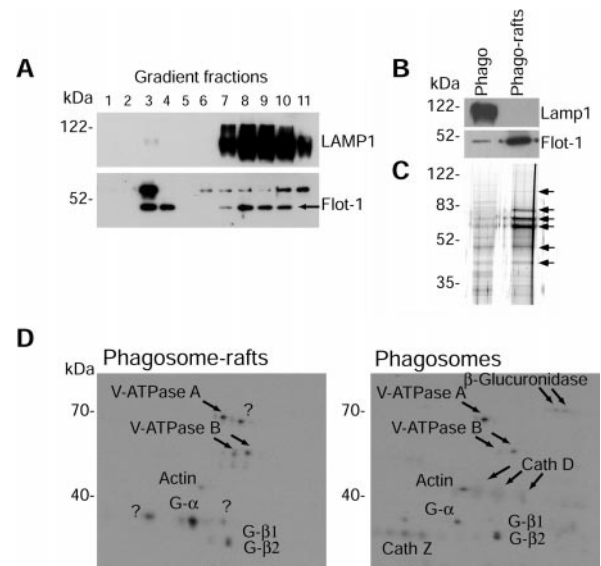 A
Gradient fractions
kDa 1 2 3 4 5 6 7 8 9 10 11
122- LAMP1
52- Flot-1
B
Phago Phago-rafts
kDa
122- Lamp1
52- Flot-1
C
122-
83-
52-
35-
D
Phagosome-rafts
kDa
V-ATPase A ?
70-
V-ATPase B
Actin
40-
? G-α ?
G-β1
G-β2
Phagosomes
β-Glucuronidase
V-ATPase A
70-
V-ATPase B
Cath D
Actin
40-
G-α
G-β1
G-β2
Cath Z